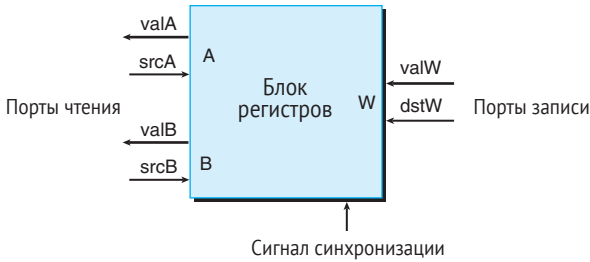 valA
srcA
A
Порты чтения
valB
srcB
B
Блок
регистров
W
valW
dstW
Порты записи
Сигнал синхронизации